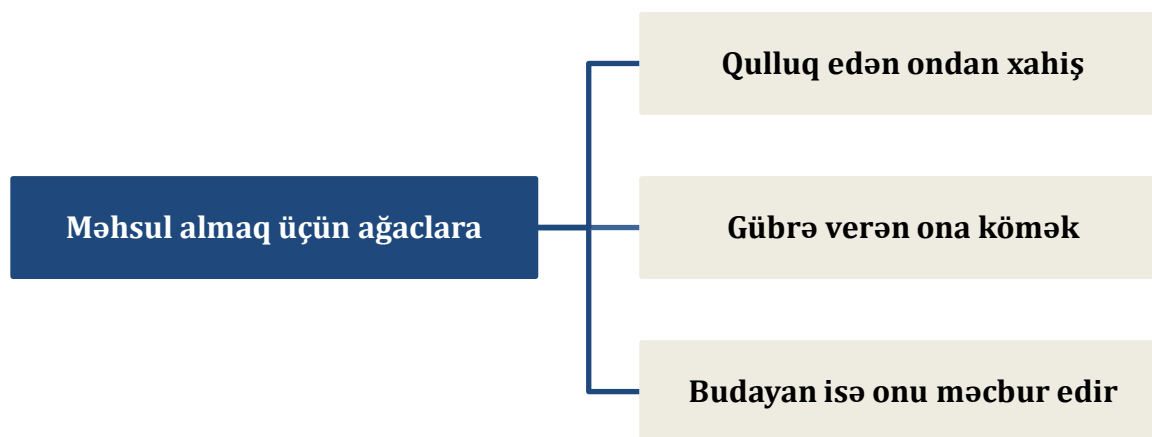 Məhsul almaq üçün ağaclara
Qulluq edən ondan xahiş
Gübrə verən ona kömək
Budayan isə onu məcbur edir